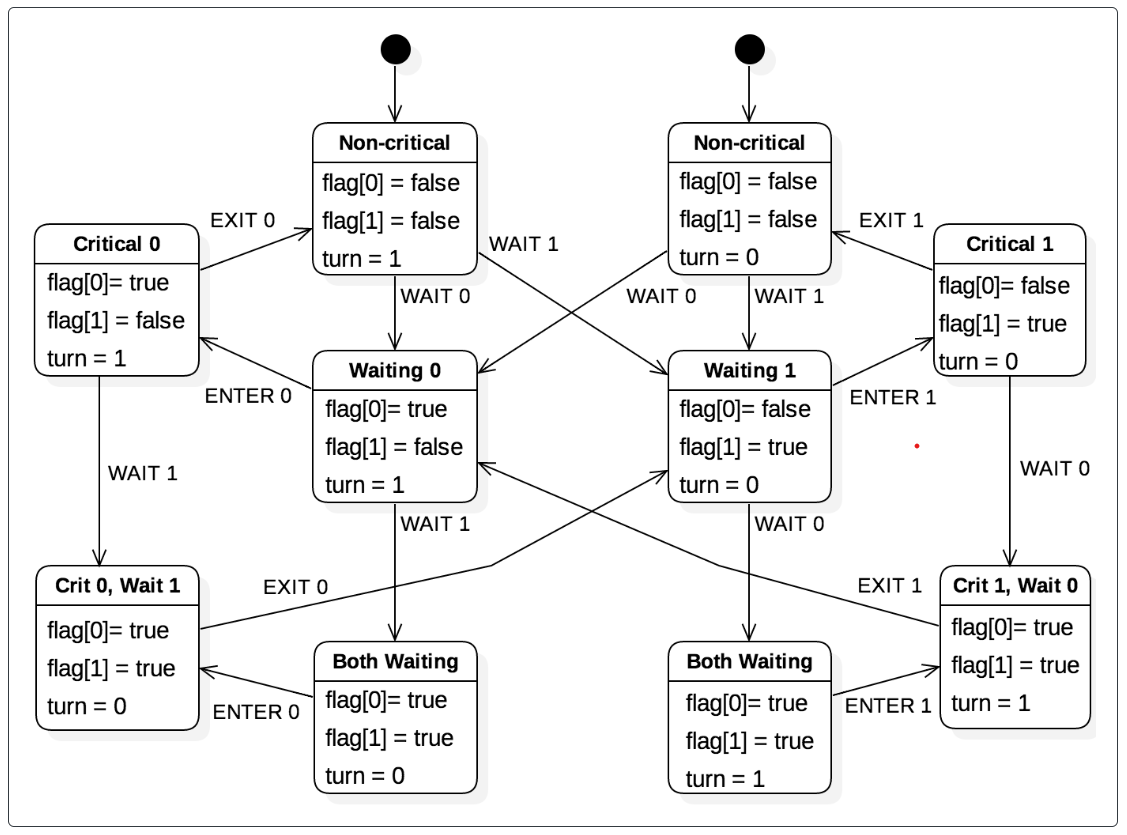 Non-critical
flag[0] = false
flag[1] = false
turn = 1
Non-critical
flag[0] = false
flag[1] = false
turn = 0
EXIT 0
WAIT 1
EXIT 1
Critical 0
flag[0]= true
flag[1] = false
turn = 1
Critical 1
flag[0]= false
flag[1] = true
turn = 0
WAIT 0
WAIT 0
WAIT 1
Waiting 0
flag[0]= true
flag[1] = false
turn = 1
Waiting 1
flag[0]= false
flag[1] = true
turn = 0
ENTER 0
ENTER 1
WAIT 1
WAIT 0
WAIT 1
WAIT 0
EXIT 0
EXIT 1
Crit 0, Wait 1
flag[0]= true
flag[1] = true
turn = 0
Crit 1, Wait 0
flag[0]= true
flag[1] = true
turn = 1
Both Waiting
flag[0]= true
flag[1] = true
turn = 0
Both Waiting
flag[0]= true
flag[1] = true
turn = 1
ENTER 0
ENTER 1